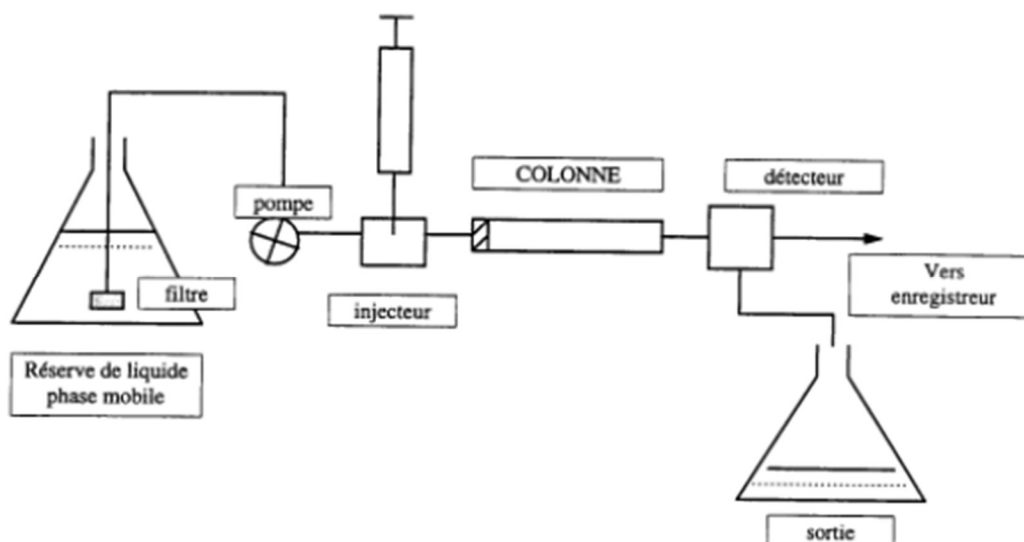 COLONNE
détecteur
pompe
filtre
injecteur
Vers
enregistreur
Réserve de liquide
phase mobile
sortie